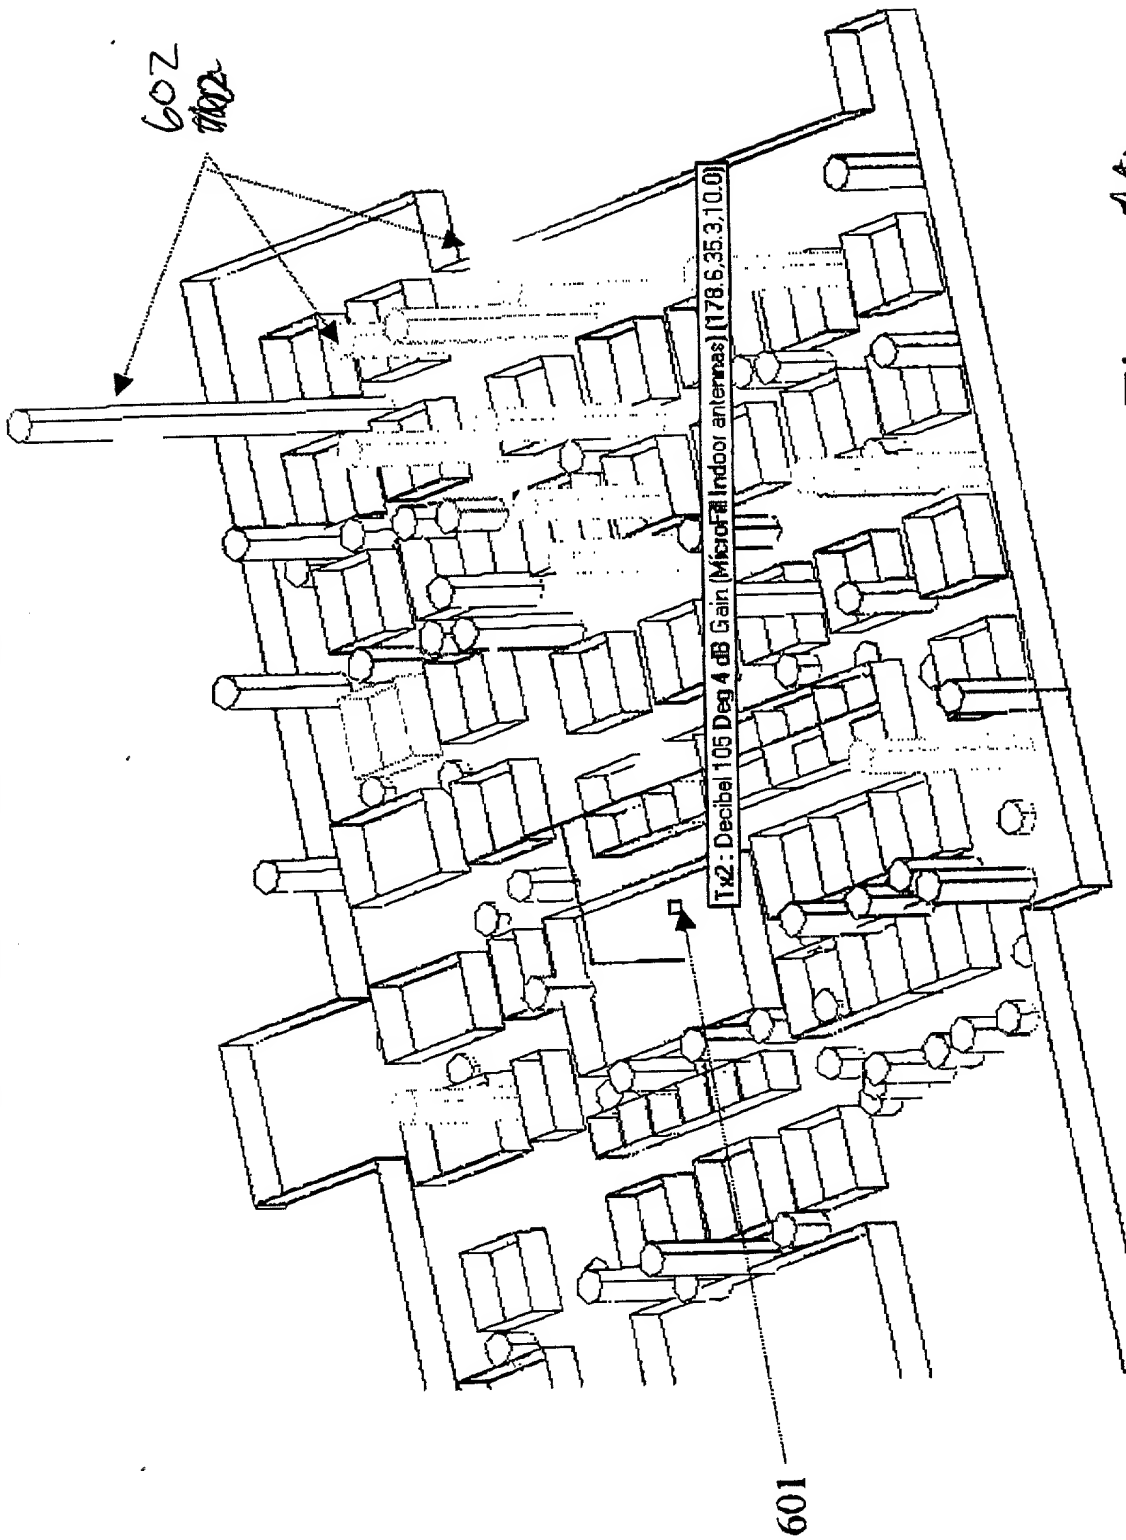 602
Tx2 : Decibel 105 Deg 4 dB Gain (MicroFill Indoor antennas) (178.6,35.3,10.0)
601